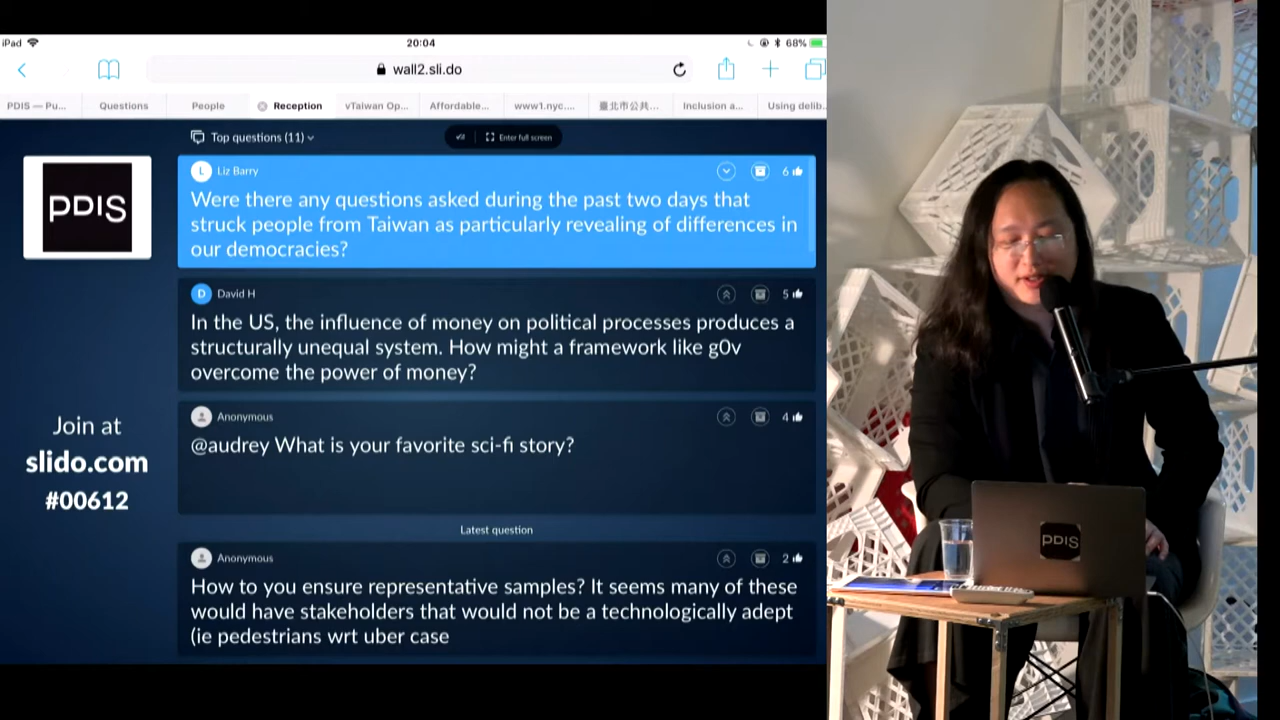 iPad
20:04
68%
wall2.sli.do
PDIS — Pu...
Questions
People
Reception
vTaiwan Op...
Affordable...
www1.nyc....
臺北市公共...
Inclusion a...
Using delib...
Top questions (11)
Enter full screen
PDIS
L Liz Barry
6
Were there any questions asked during the past two days that
struck people from Taiwan as particularly revealing of differences in
our democracies?
D David H
5
In the US, the influence of money on political processes produces a
structurally unequal system. How might a framework like g0v
overcome the power of money?
Anonymous
4
@audrey What is your favorite sci-fi story?
Join at
slido.com
#00612
Latest question
Anonymous
2
How to you ensure representative samples? It seems many of these
would have stakeholders that would not be a technologically adept
(ie pedestrians wrt uber case
PDIS